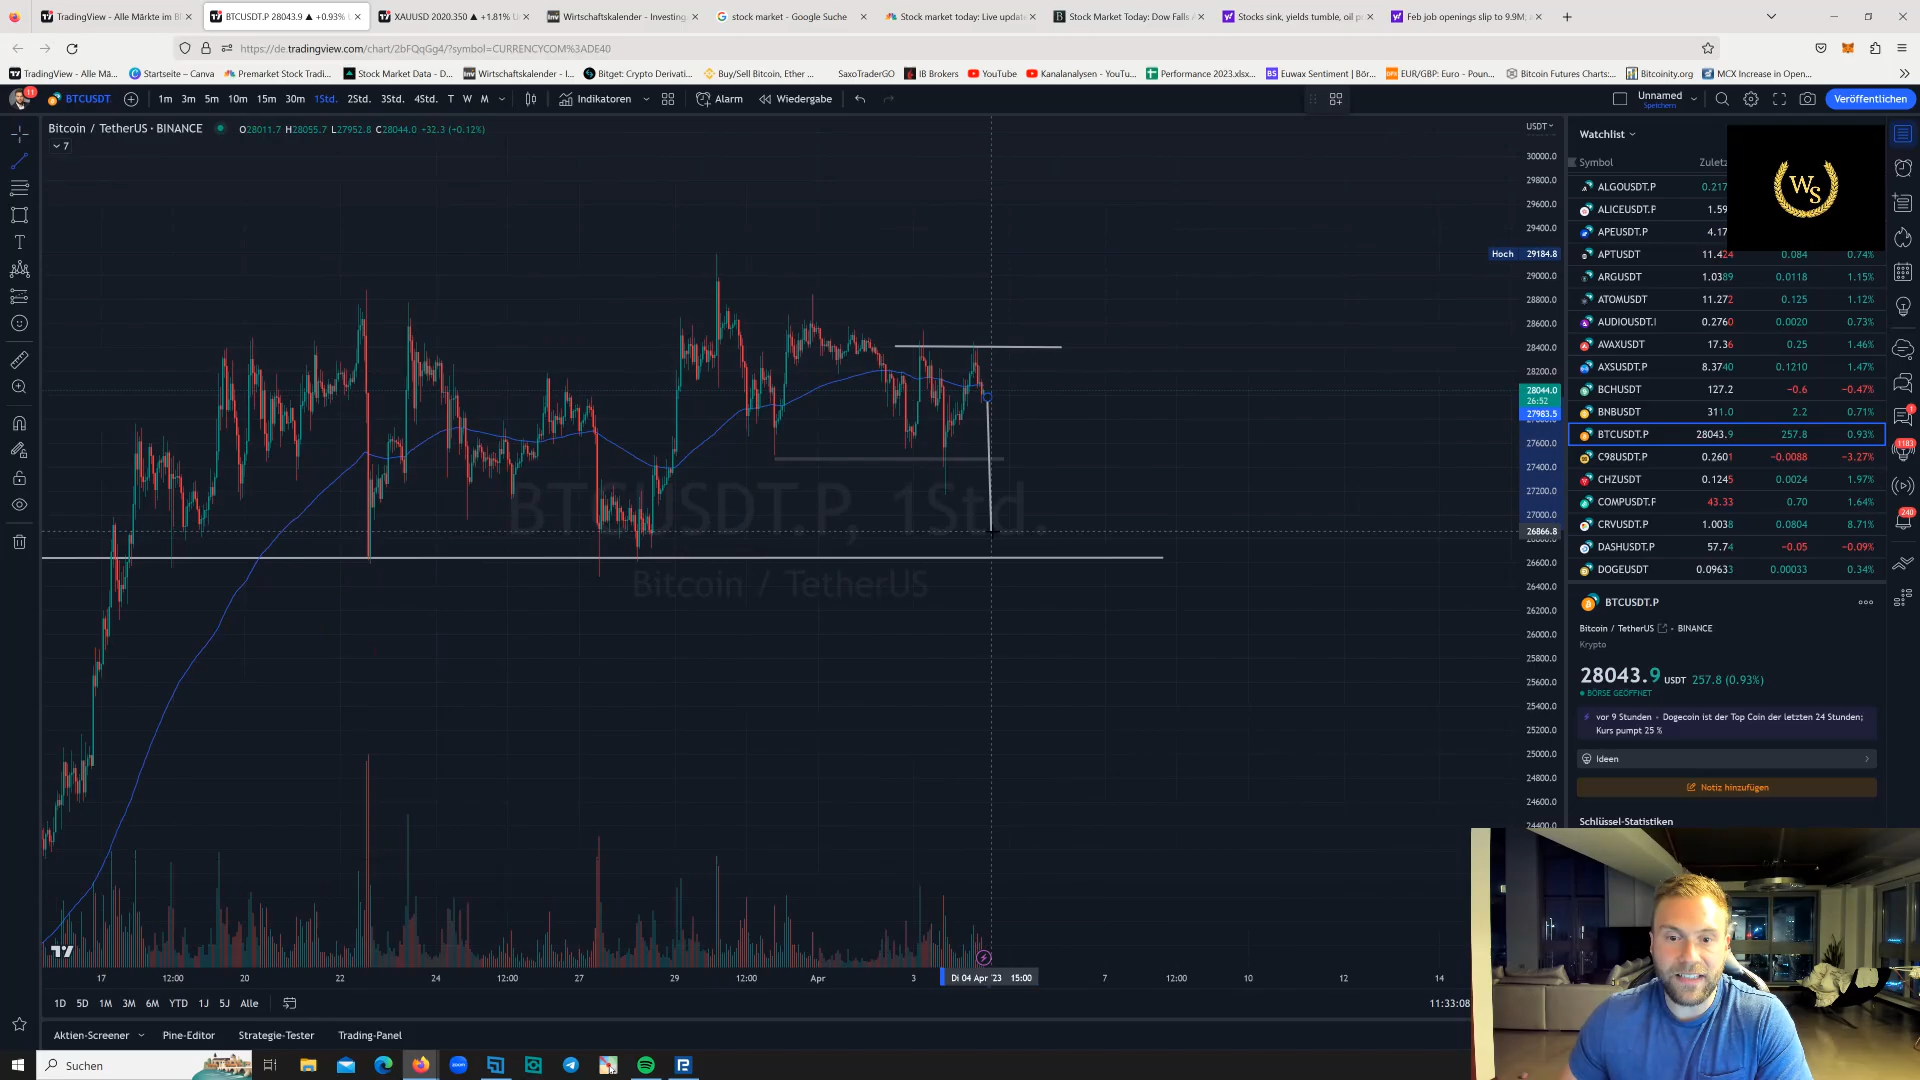 TradingView - Alle Märkte im Bl
BTCUSDT.P 28043.9 ▲ +0.93% U
XAUUSD 2020.350 ▲ +1.81% U
Wirtschaftskalender - Investing.
stock market - Google Suche
Stock market today: Live updat
Stock Market Today: Dow Falls
Stocks sink, yields tumble, oil p
Feb job openings slip to 9.9M;
https://de.tradingview.com/chart/2bFQqGg4/?symbol=CURRENCYCOM%3ADE40
TradingView - Alle Mä...
Startseite – Canva
Premarket Stock Tradi...
Stock Market Data - D...
Wirtschaftskalender - I...
Bitget: Crypto Derivati...
Buy/Sell Bitcoin, Ether ...
SaxoTraderGO
IB Brokers
YouTube
Kanalanalysen - YouTu...
Performance 2023.xlsx...
Euwax Sentiment | Bör...
EUR/GBP: Euro - Poun...
Bitcoin Futures Charts:...
Bitcoinity.org
MCX Increase in Open...
11
BTCUSDT
1m 3m 5m 10m 15m 30m 1Std. 2Std. 3Std. 4Std. T W M
Indikatoren
Alarm
Wiedergabe
Unnamed
Speichern
Veröffentlichen
Bitcoin / TetherUS · BINANCE
O28011.7 H28055.7 L27952.8 C28044.0 +32.3 (+0.12%)
7
USDT
30000.0
29800.0
29600.0
29400.0
Hoch 29184.8
29000.0
28800.0
28600.0
28400.0
28200.0
28044.0
26:52
27983.5
27600.0
27400.0
27200.0
27000.0
26866.8
26600.0
26400.0
26200.0
26000.0
25800.0
25600.0
25400.0
25200.0
25000.0
24800.0
24600.0
24400.0
BTCUSDT.P, 1Std.
Bitcoin / TetherUS
17 12:00 20 22 24 12:00 27 29 12:00 Apr 3 Di 04 Apr '23 15:00 7 12:00 10 12 14
1D 5D 1M 3M 6M YTD 1J 5J Alle
11:33:08
Aktien-Screener
Pine-Editor
Strategie-Tester
Trading-Panel
Watchlist
Symbol
Zuletz
WS
ALGOUSDT.P 0.217
ALICEUSDT.P 1.59
APEUSDT.P 4.17
APTUSDT 11.424 0.084 0.74%
ARGUSDT 1.0389 0.0118 1.15%
ATOMUSDT 11.272 0.125 1.12%
AUDIOUSDT.I 0.2760 0.0020 0.73%
AVAXUSDT 17.36 0.25 1.46%
AXSUSDT.P 8.3740 0.1210 1.47%
BCHUSDT 127.2 −0.6 −0.47%
BNBUSDT 311.0 2.2 0.71%
BTCUSDT.P 28043.9 257.8 0.93%
C98USDT.P 0.2601 −0.0088 −3.27%
CHZUSDT 0.1245 0.0024 1.97%
COMPUSDT.F 43.33 0.70 1.64%
CRVUSDT.P 1.0038 0.0804 8.71%
DASHUSDT.P 57.74 −0.05 −0.09%
DOGEUSDT 0.09633 0.00033 0.34%
BTCUSDT.P
Bitcoin / TetherUS • BINANCE
Krypto
28043.9 USDT 257.8 (0.93%)
BÖRSE GEÖFFNET
vor 9 Stunden - Dogecoin ist der Top Coin der letzten 24 Stunden;
Kurs pumpt 25 %
Ideen
Notiz hinzufügen
Schlüssel-Statistiken
1
1183
240
Suchen
zoom